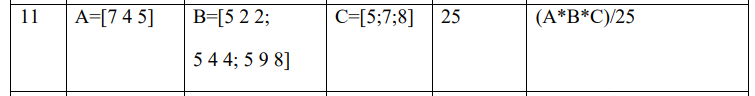 11 A=[7 4 5] B=[5 2 2; C=[5;7;8] 25 (A*B*C)/25
5 4 4; 5 9 8]